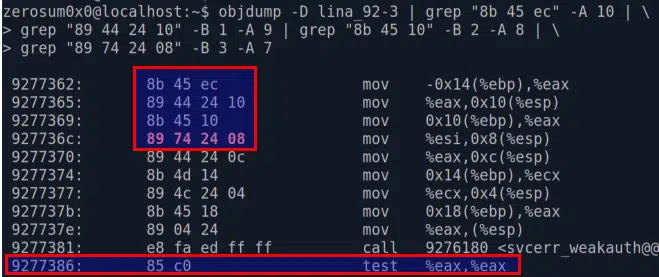 zerosum0x0@localhost:~$ objdump -D lina_92-3 | grep "8b 45 ec" -A 10 | \
> grep "89 44 24 10" -B 1 -A 9 | grep "8b 45 10" -B 2 -A 8 | \
> grep "89 74 24 08" -B 3 -A 7
9277362: 8b 45 ec mov -0x14(%ebp),%eax
9277365: 89 44 24 10 mov %eax,0x10(%esp)
9277369: 8b 45 10 mov 0x10(%ebp),%eax
927736c: 89 74 24 08 mov %esi,0x8(%esp)
9277370: 89 44 24 0c mov %eax,0xc(%esp)
9277374: 8b 4d 14 mov 0x14(%ebp),%ecx
9277377: 89 4c 24 04 mov %ecx,0x4(%esp)
927737b: 8b 45 18 mov 0x18(%ebp),%eax
927737e: 89 04 24 mov %eax,(%esp)
9277381: e8 fa ed ff ff call 9276180 <svcerr_weakauth@@
9277386: 85 c0 test %eax,%eax